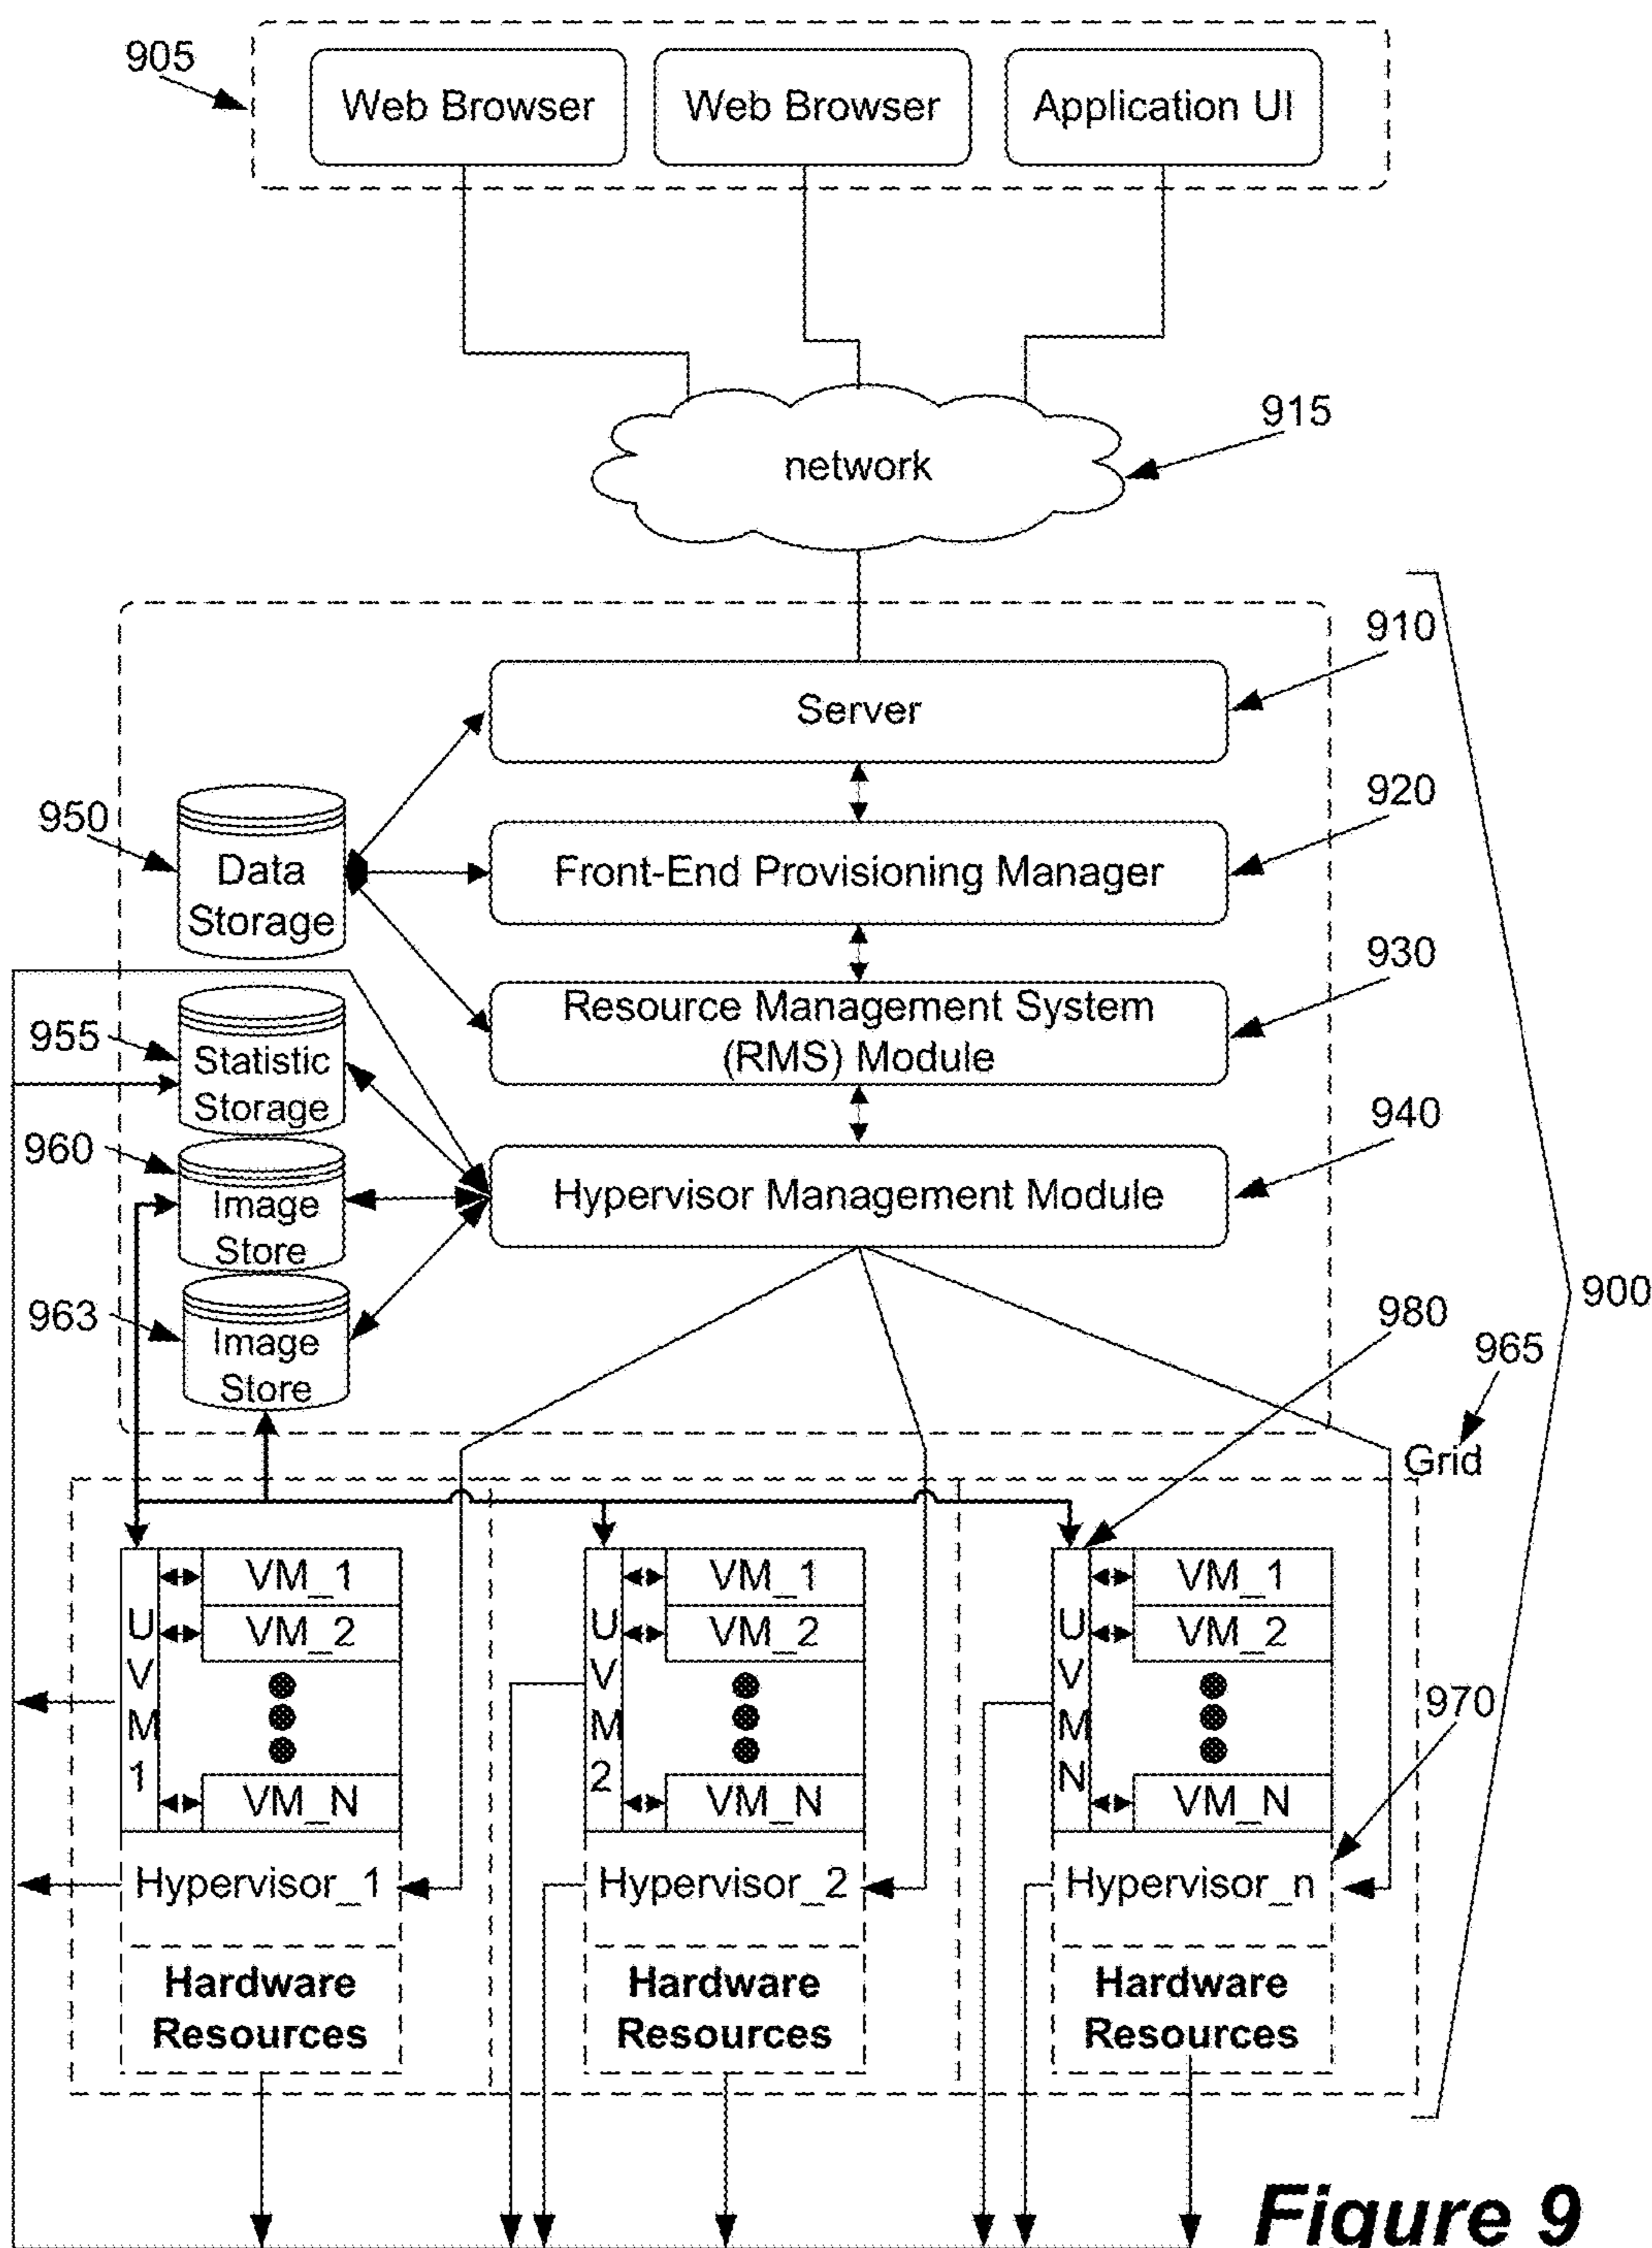 905
Web Browser
Web Browser
Application UI
915
network
910
Server
920
950
Data
Storage
Front-End Provisioning Manager
930
Resource Management System
(RMS) Module
955
Statistic
Storage
940
960
Image
Store
Hypervisor Management Module
900
980
963
Image
Store
965
Grid
UVM1
VM_1
VM_2
VM_N
UVM2
VM_1
VM_2
VM_N
UVMN
VM_1
VM_2
VM_N
970
Hypervisor_1
Hypervisor_2
Hypervisor_n
Hardware
Resources
Hardware
Resources
Hardware
Resources
Figure 9